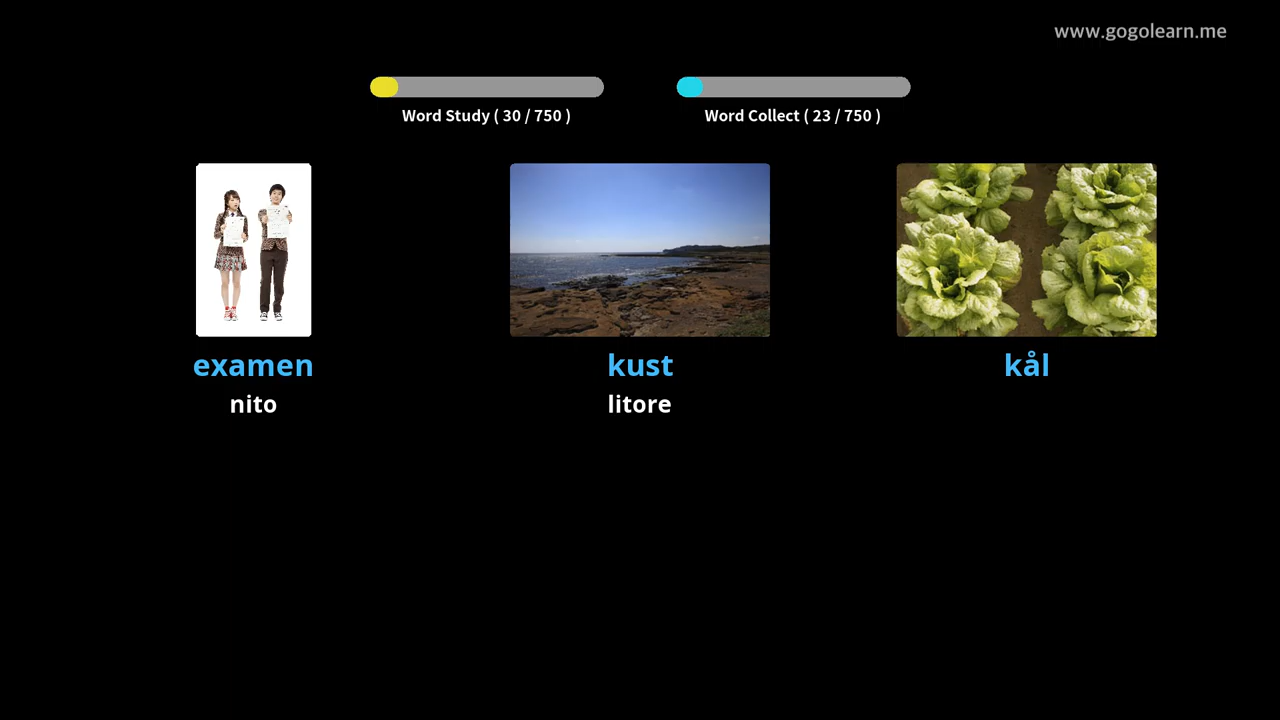 www.gogolearn.me
Word Study ( 30 / 750 )
Word Collect ( 23 / 750 )
examen
nito
kust
litore
kål